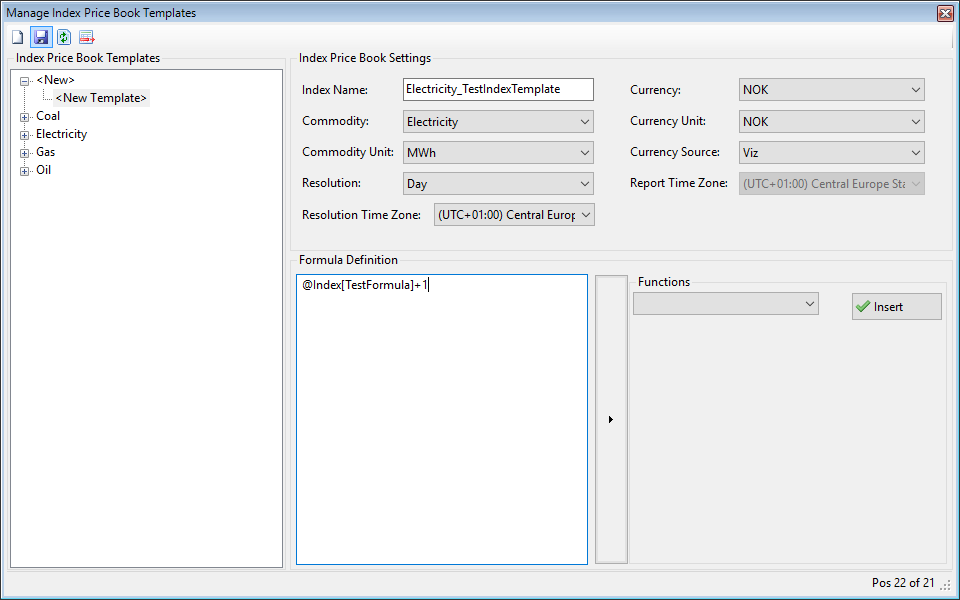 Manage Index Price Book Templates
Index Price Book Templates
<New>
<New Template>
Coal
Electricity
Gas
Oil
Index Price Book Settings
Index Name: Electricity_TestIndexTemplate
Commodity: Electricity
Commodity Unit: MWh
Resolution: Day
Resolution Time Zone: (UTC+01:00) Central Europ
Currency: NOK
Currency Unit: NOK
Currency Source: Viz
Report Time Zone: (UTC+01:00) Central Europe Sta
Formula Definition
@Index[TestFormula]+1
Functions
Insert
Pos 22 of 21